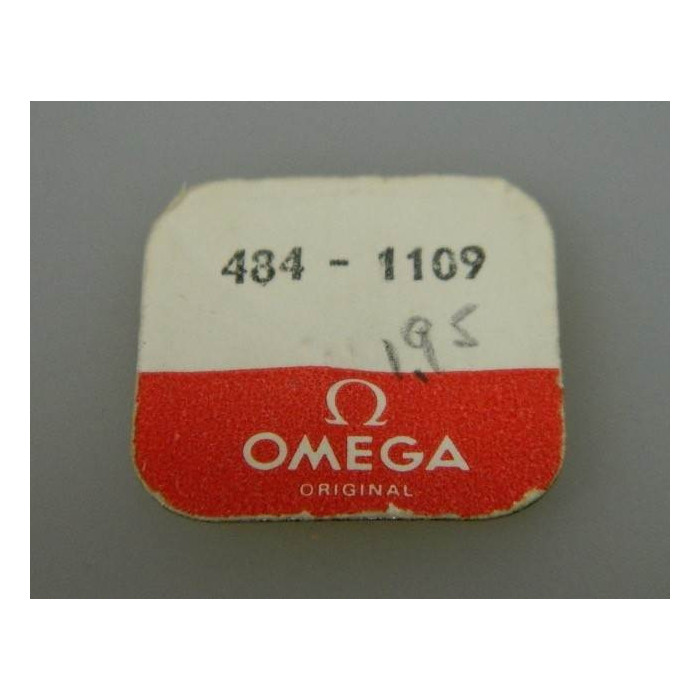 484 - 1109
1,95
Ω
OMEGA
ORIGINAL